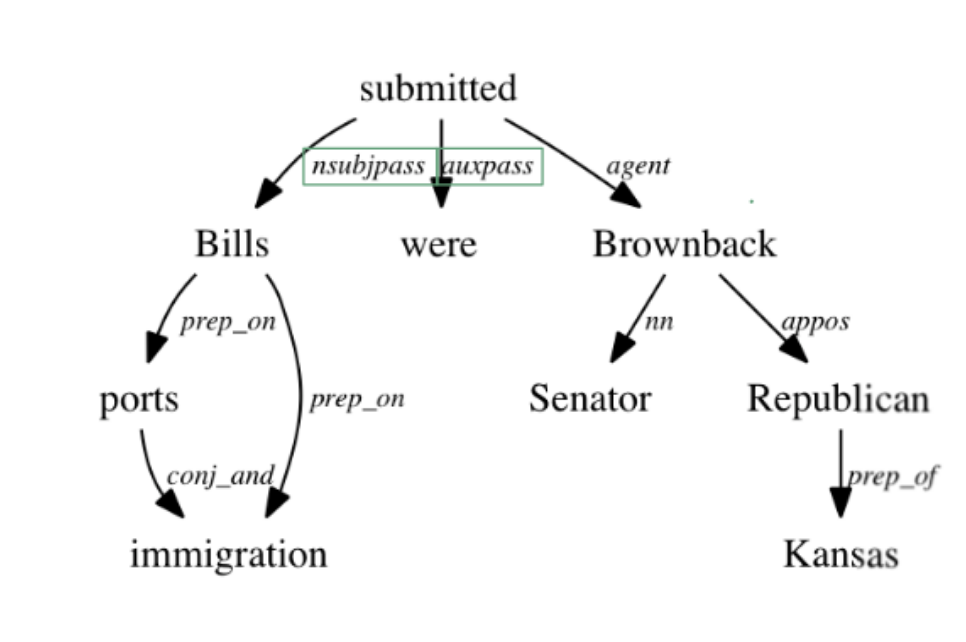 submitted
nsubjpass auxpass agent
Bills were Brownback
prep_on nn appos
ports prep_on Senator Republican
conj_and prep_of
immigration Kansas